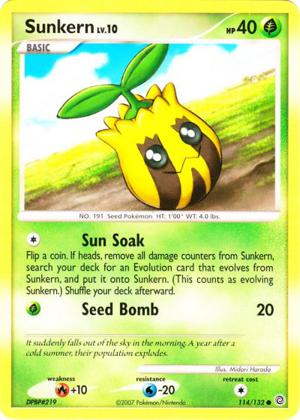 Sunkern LV.10 HP 40
BASIC
NO. 191 Seed Pokémon HT: 1'00" WT: 4.0 lbs.
Sun Soak
Flip a coin. If heads, remove all damage counters from Sunkern,
search your deck for an Evolution card that evolves from
Sunkern, and put it onto Sunkern. (This counts as evolving
Sunkern.) Shuffle your deck afterward.
Seed Bomb 20
Illus. Midori Harada
It suddenly falls out of the sky in the morning. A year after a
cold summer, their population explodes.
weakness resistance retreat cost
+10 -20
DPBP#219 ©2007 Pokémon/Nintendo 114/132